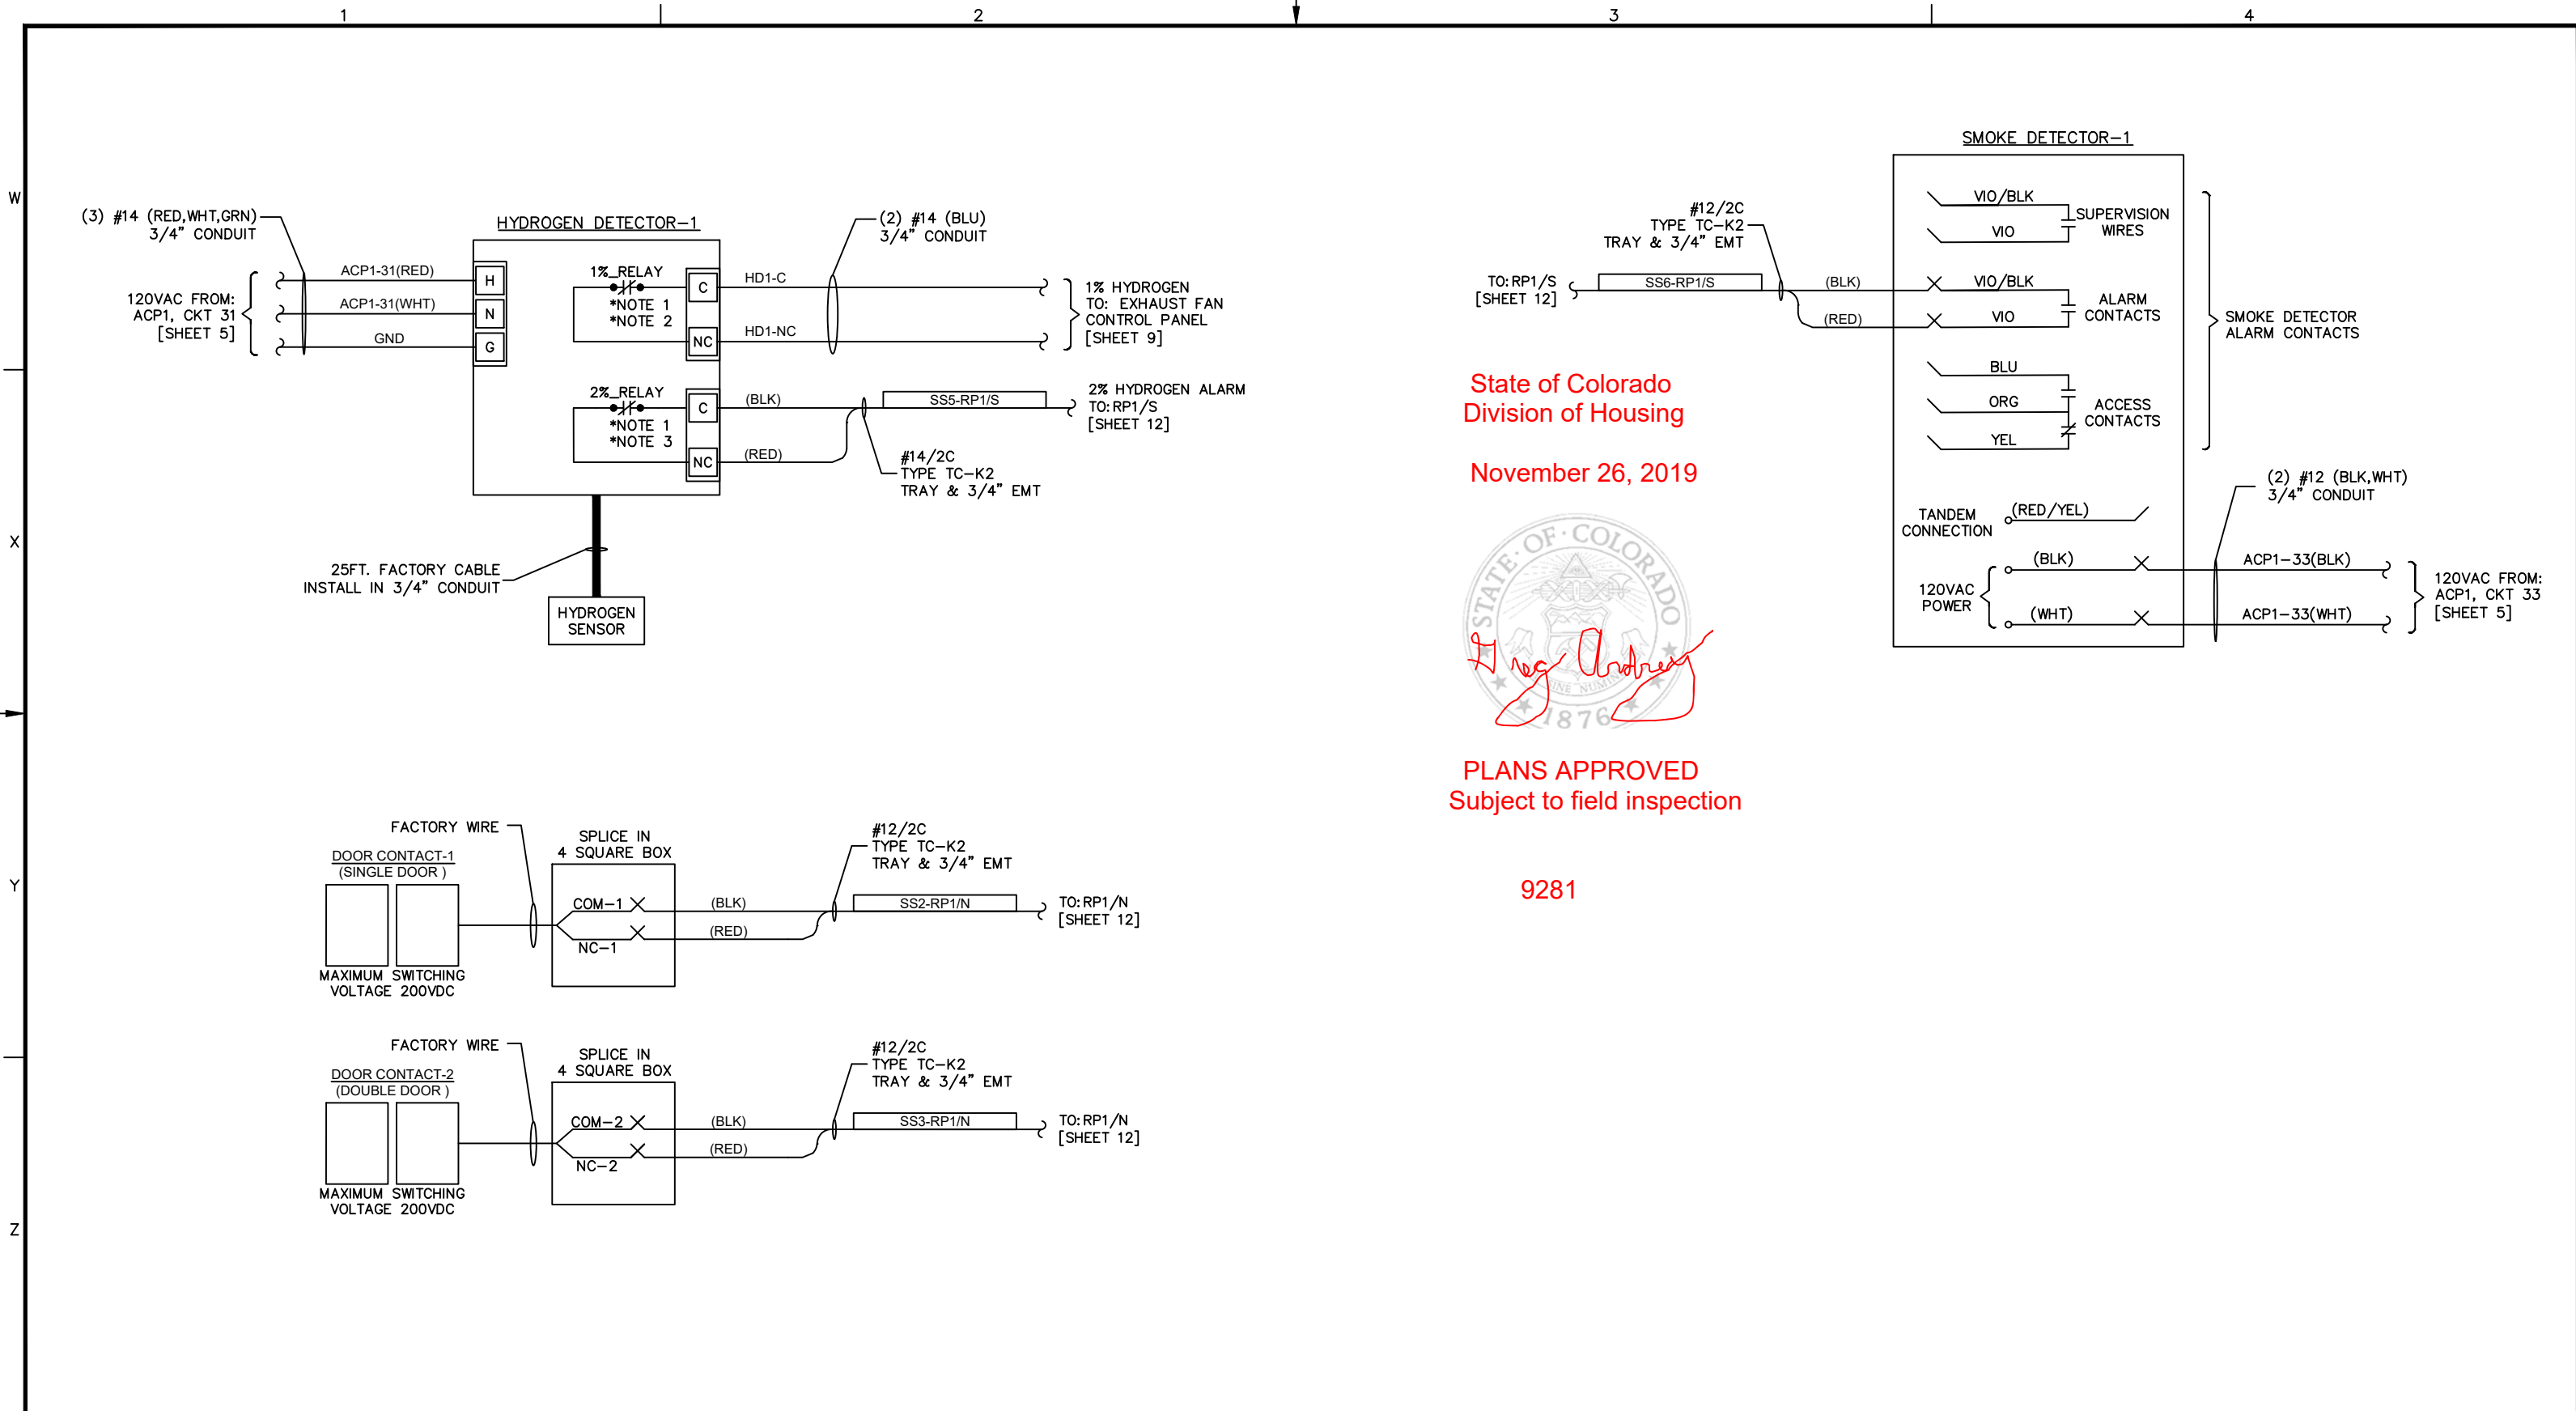 1
2
3
4
W
X
Y
Z
(3) #14 (RED,WHT,GRN)
3/4" CONDUIT
120VAC FROM:
ACP1, CKT 31
[SHEET 5]
ACP1-31(RED)
ACP1-31(WHT)
GND
HYDROGEN DETECTOR-1
H
N
G
1%_RELAY
*NOTE 1
*NOTE 2
C
NC
2%_RELAY
*NOTE 1
*NOTE 3
C
NC
HD1-C
HD1-NC
(2) #14 (BLU)
3/4" CONDUIT
1% HYDROGEN
TO: EXHAUST FAN
CONTROL PANEL
[SHEET 9]
(BLK)
(RED)
SS5-RP1/S
2% HYDROGEN ALARM
TO:RP1/S
[SHEET 12]
#14/2C
TYPE TC-K2
TRAY & 3/4" EMT
25FT. FACTORY CABLE
INSTALL IN 3/4" CONDUIT
HYDROGEN
SENSOR
SMOKE DETECTOR-1
#12/2C
TYPE TC-K2
TRAY & 3/4" EMT
TO:RP1/S
[SHEET 12]
SS6-RP1/S
(BLK)
(RED)
VIO/BLK
VIO
SUPERVISION
WIRES
VIO/BLK
VIO
ALARM
CONTACTS
BLU
ORG
YEL
ACCESS
CONTACTS
SMOKE DETECTOR
ALARM CONTACTS
TANDEM
CONNECTION
(RED/YEL)
120VAC
POWER
(BLK)
(WHT)
(2) #12 (BLK,WHT)
3/4" CONDUIT
ACP1-33(BLK)
ACP1-33(WHT)
120VAC FROM:
ACP1, CKT 33
[SHEET 5]
State of Colorado
Division of Housing
November 26, 2019
STATE·OF·COLORADO
1876
PLANS APPROVED
Subject to field inspection
9281
FACTORY WIRE
DOOR CONTACT-1
(SINGLE DOOR )
MAXIMUM SWITCHING
VOLTAGE 200VDC
SPLICE IN
4 SQUARE BOX
COM-1
NC-1
(BLK)
(RED)
#12/2C
TYPE TC-K2
TRAY & 3/4" EMT
SS2-RP1/N
TO:RP1/N
[SHEET 12]
FACTORY WIRE
DOOR CONTACT-2
(DOUBLE DOOR )
MAXIMUM SWITCHING
VOLTAGE 200VDC
SPLICE IN
4 SQUARE BOX
COM-2
NC-2
(BLK)
(RED)
#12/2C
TYPE TC-K2
TRAY & 3/4" EMT
SS3-RP1/N
TO:RP1/N
[SHEET 12]